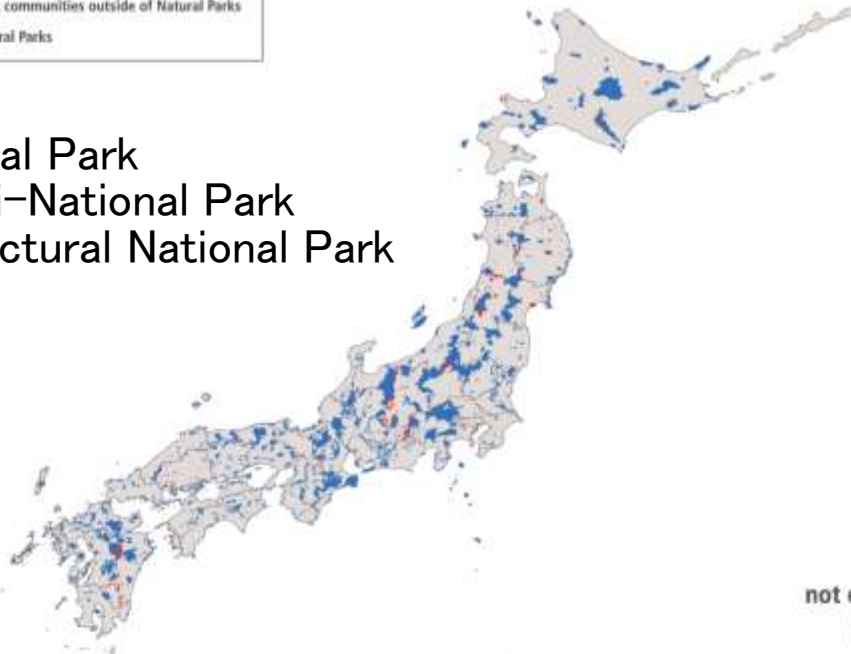 communities outside of Natural Parks
ral Parks
al Park
i-National Park
ctural National Park
not